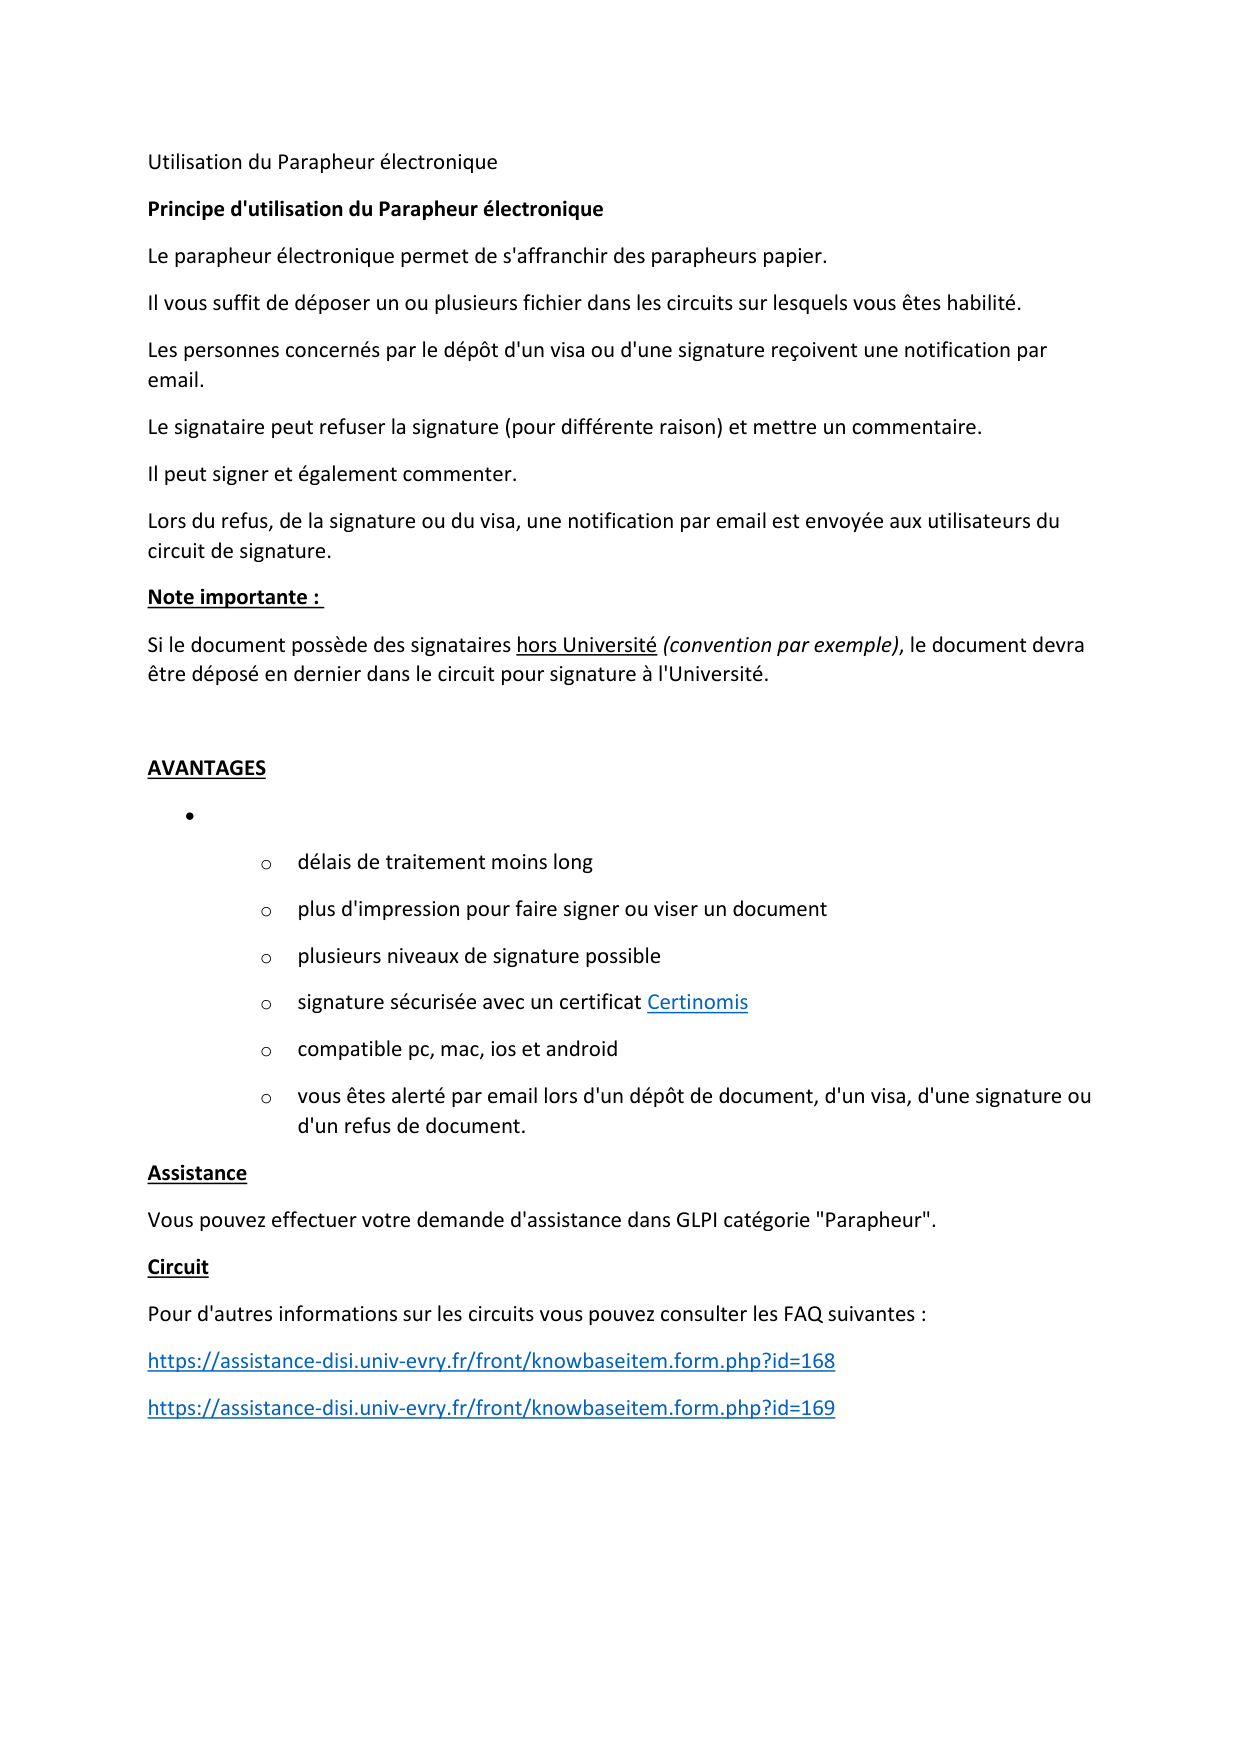 Utilisation du Parapheur électronique
Principe d'utilisation du Parapheur électronique
Le parapheur électronique permet de s'affranchir des parapheurs papier.
Il vous suffit de déposer un ou plusieurs fichier dans les circuits sur lesquels vous êtes habilité.
Les personnes concernés par le dépôt d'un visa ou d'une signature reçoivent une notification par
email.
Le signataire peut refuser la signature (pour différente raison) et mettre un commentaire.
Il peut signer et également commenter.
Lors du refus, de la signature ou du visa, une notification par email est envoyée aux utilisateurs du
circuit de signature.
Note importante :
Si le document possède des signataires hors Université (convention par exemple), le document devra
être déposé en dernier dans le circuit pour signature à l'Université.
AVANTAGES
•
o délais de traitement moins long
o plus d'impression pour faire signer ou viser un document
o plusieurs niveaux de signature possible
o signature sécurisée avec un certificat Certinomis
o compatible pc, mac, ios et android
o vous êtes alerté par email lors d'un dépôt de document, d'un visa, d'une signature ou
d'un refus de document.
Assistance
Vous pouvez effectuer votre demande d'assistance dans GLPI catégorie "Parapheur".
Circuit
Pour d'autres informations sur les circuits vous pouvez consulter les FAQ suivantes :
https://assistance-disi.univ-evry.fr/front/knowbaseitem.form.php?id=168
https://assistance-disi.univ-evry.fr/front/knowbaseitem.form.php?id=169